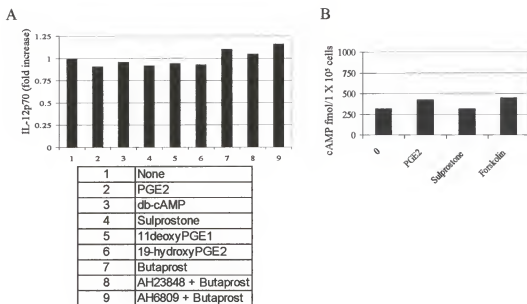 A
IL-12p70 (fold increase)
1.25
1
0.75
0.5
0.25
0
1 2 3 4 5 6 7 8 9
1 None
2 PGE2
3 db-cAMP
4 Sulprostone
5 11deoxyPGE1
6 19-hydroxyPGE2
7 Butaprost
8 AH23848 + Butaprost
9 AH6809 + Butaprost
B
cAMP fmol/1 X 10⁵ cells
1000
750
500
250
0
0 PGE2 Sulprostone Forskolin